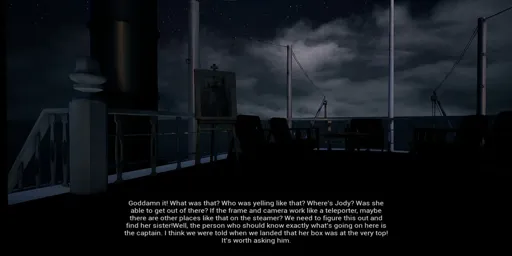 Goddamn it! What was that? Who was yelling like that? Where's Jody? Was she
able to get out of there? If the frame and camera work like a teleporter, maybe
there are other places like that on the steamer? We need to figure this out and
find her sister!Well, the person who should know exactly what's going on here is
the captain. I think we were told when we landed that her box was at the very top!
It's worth asking him.